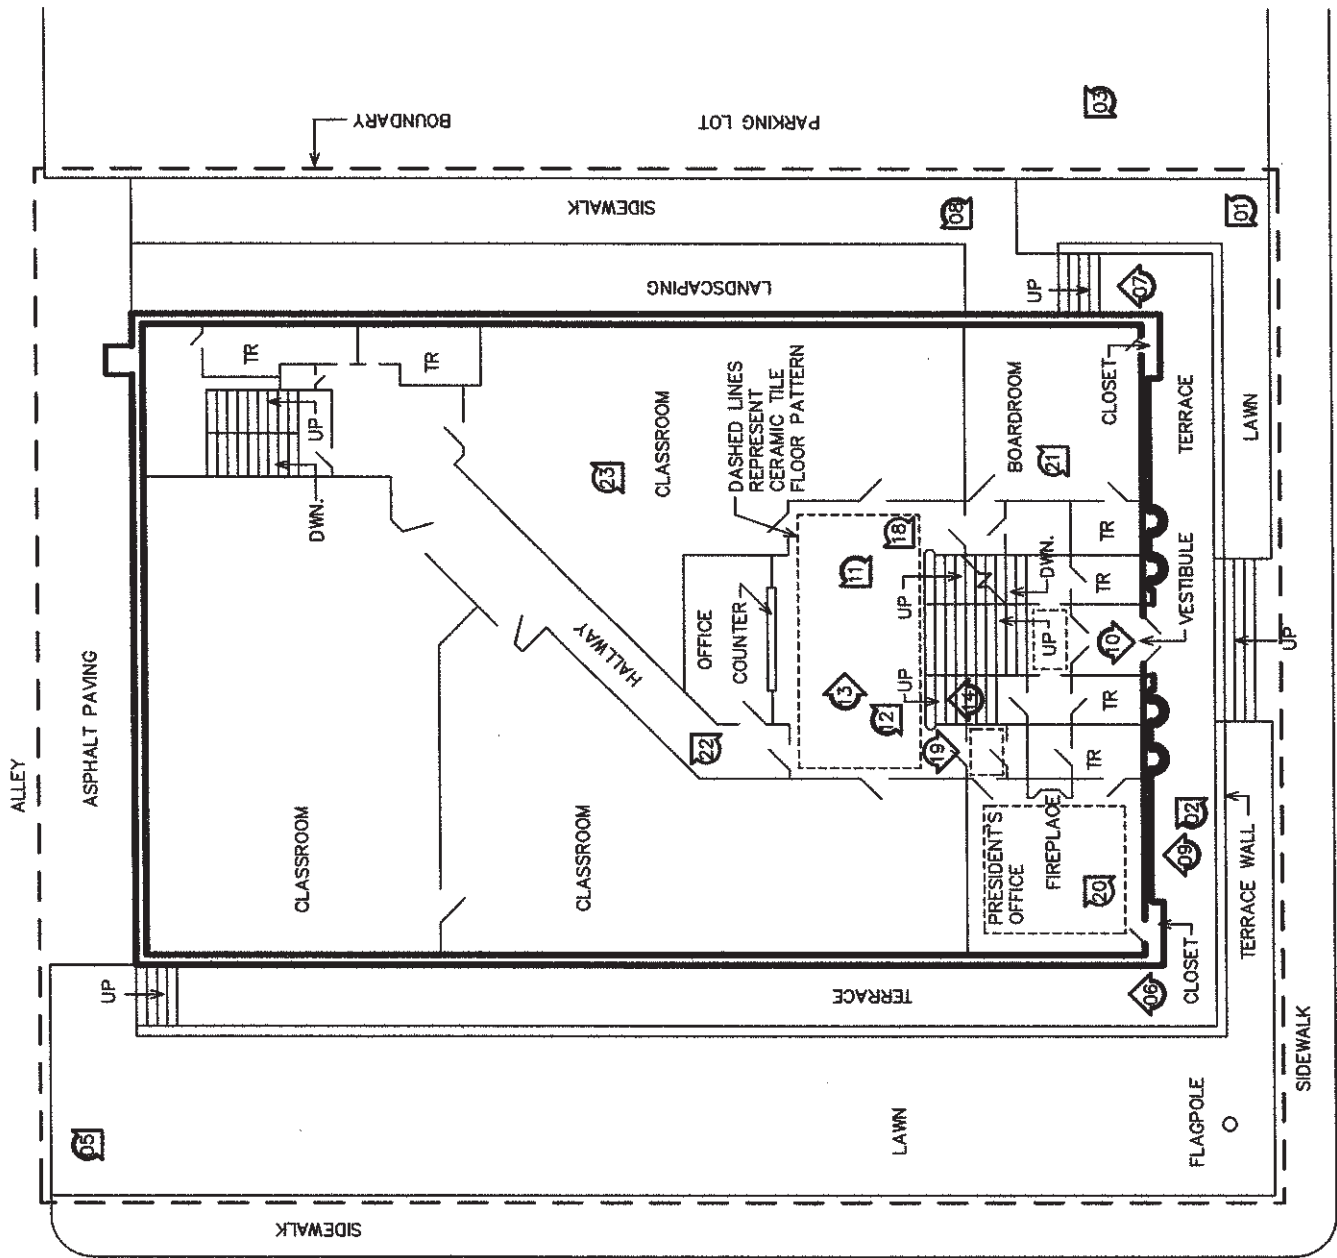 ALLEY
ASPHALT PAVING
BOUNDARY
PARKING LOT
SIDEWALK
LANDSCAPING
03
08
01
07
UP
TR
TR
UP
DWN.
CLASSROOM
CLASSROOM
CLASSROOM
23
HALLWAY
DASHED LINES
REPRESENT
CERAMIC TILE
FLOOR PATTERN
BOARDROOM
21
CLOSET
TERRACE
LAWN
OFFICE
COUNTER
11
18
13
12
22
UP
UP
DWN.
UP
14
19
TR
TR
TR
TR
10
VESTIBULE
UP
PRESIDENT'S
OFFICE
FIREPLACE
20
02
09
TERRACE WALL
CLOSET
06
TERRACE
UP
05
LAWN
FLAGPOLE
SIDEWALK
SIDEWALK